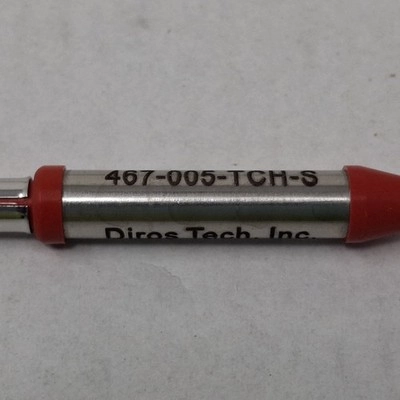 467-005-TCH-S
Diros Tech, Inc.